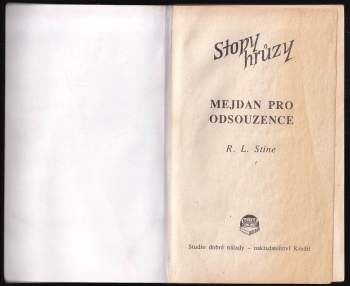 Stopy
hrůzy
MEJDAN PRO
ODSOUZENCE
R. L. Stine
Studio dobré nálady – nakladatelství Kredit